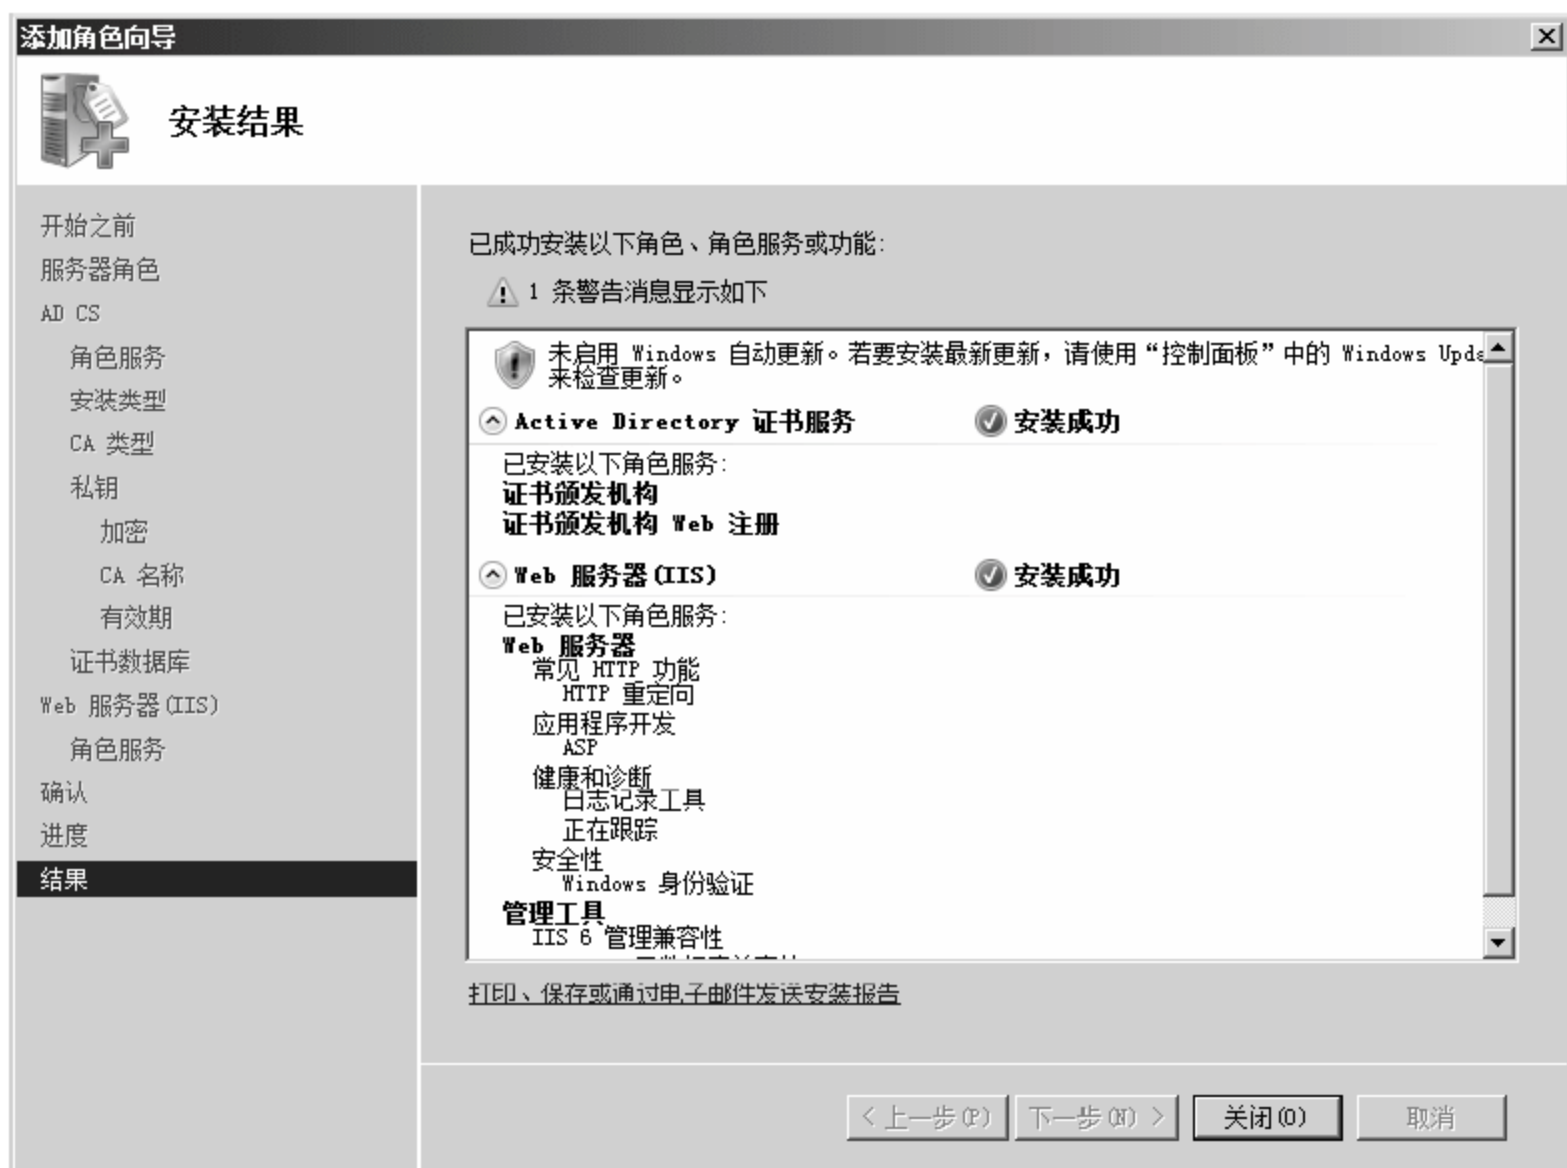 添加角色向导
安装结果
开始之前
服务器角色
AD CS
角色服务
安装类型
CA 类型
私钥
加密
CA 名称
有效期
证书数据库
Web 服务器(IIS)
角色服务
确认
进度
结果
已成功安装以下角色、角色服务或功能:
1 条警告消息显示如下
未启用 Windows 自动更新。若要安装最新更新，请使用“控制面板”中的 Windows
来检查更新。
Active Directory 证书服务 安装成功
已安装以下角色服务:
证书颁发机构
证书颁发机构 Web 注册
Web 服务器(IIS) 安装成功
已安装以下角色服务:
Web 服务器
常见 HTTP 功能
HTTP 重定向
应用程序开发
ASP
健康和诊断
日志记录工具
正在跟踪
安全性
Windows 身份验证
管理工具
IIS 6 管理兼容性
打印、保存或通过电子邮件发送安装报告
< 上一步(P) 下一步(N) > 关闭(O) 取消